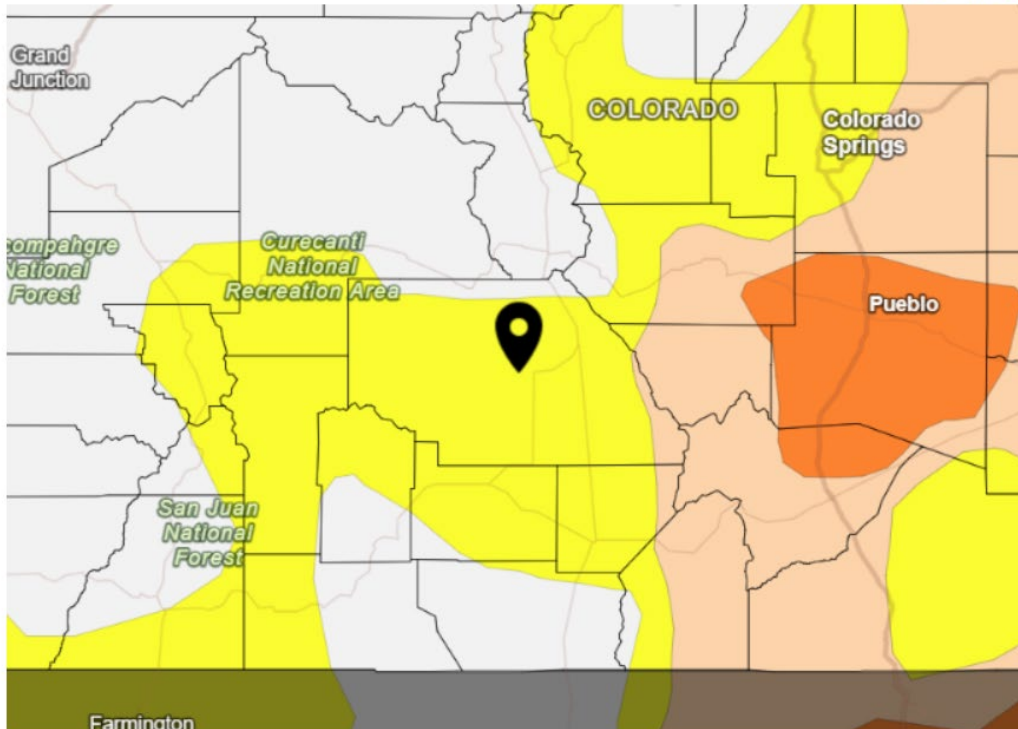 Grand
Junction
COLORADO
Colorado
Springs
compahgre
National
Forest
Curecanti
National
Recreation Area
Pueblo
San Juan
National
Forest
Farmington